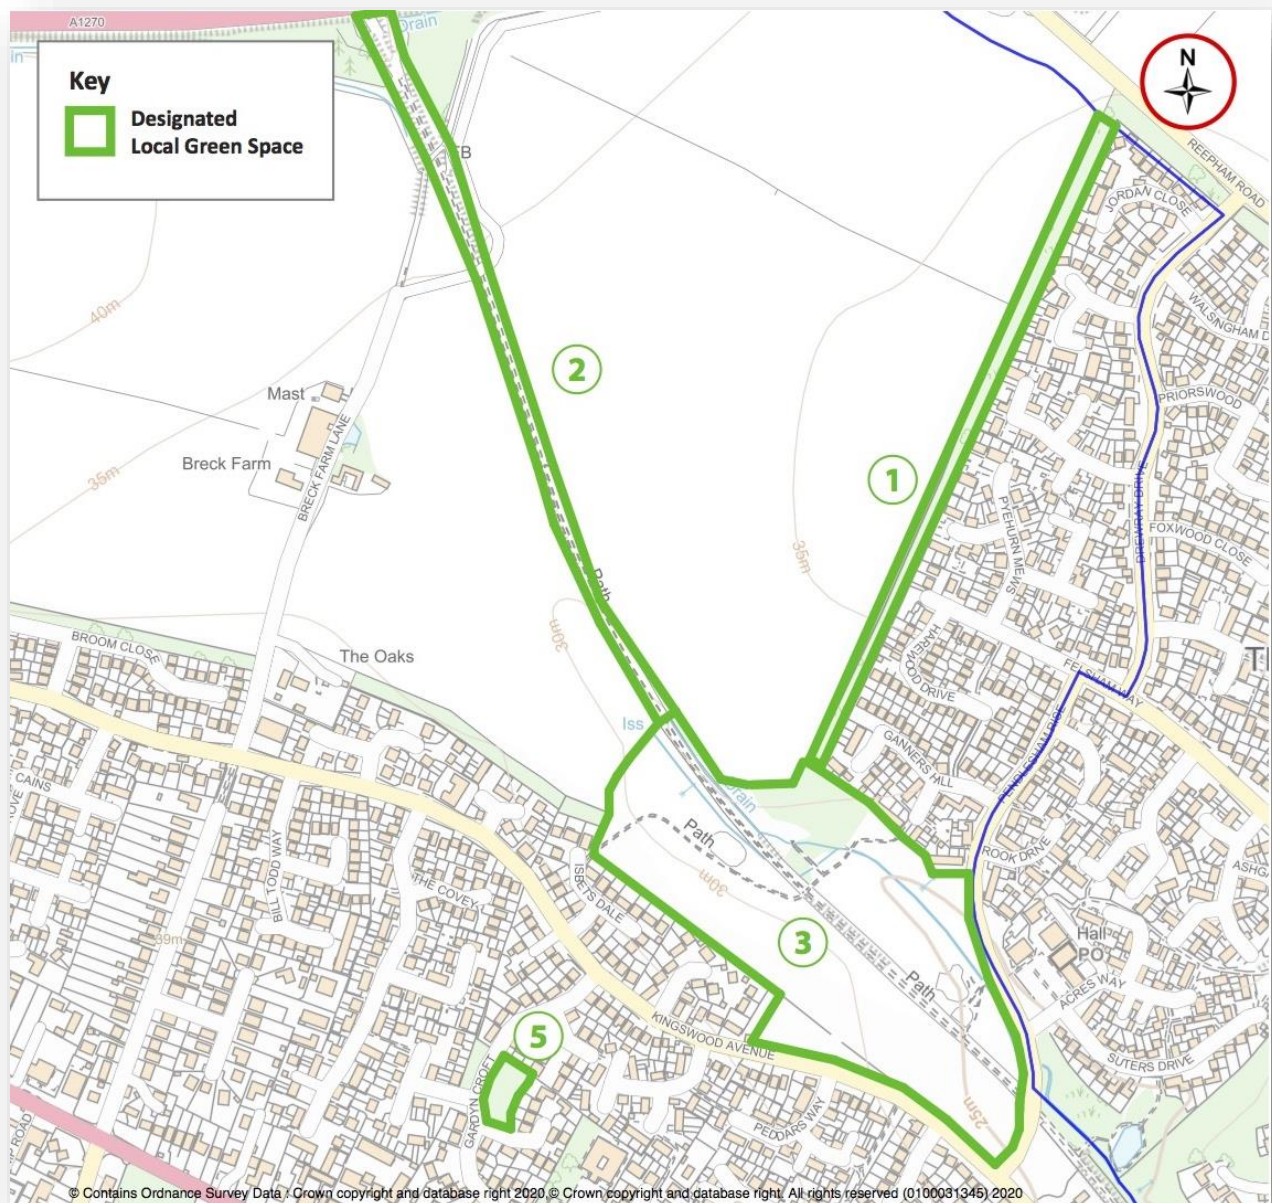 A1270
Drain
Key
N
Designated
Local Green Space
FB
REEPHAM ROAD
JORDAN CLOSE
40m
WALSINGHAM D
2
Mast
PRIORSWOOD
BRECK FARM LANE
Breck Farm
35m
1
DREWRAY DRIVE
PYEHURN MEWS
FOXWOOD CLOSE
35m
Path
30m
BROOM CLOSE
The Oaks
HAREWOOD DRIVE
FELSHAM WAY
Iss
PENDLESHAM RISE
GANNERS HILL
CAINS
Drain
Path
ROOK DRIVE
BILL TODD WAY
THE COVEY
ISBETS DALE
30m
ASHGA
39m
3
Hall
PO
Path
ACRES WAY
KINGSWOOD AVENUE
5
SUTERS DRIVE
GARDYN CROFT
PEDDARS WAY
25m
© Contains Ordnance Survey Data : Crown copyright and database right 2020 © Crown copyright and database right. All rights reserved (0100031345) 2020